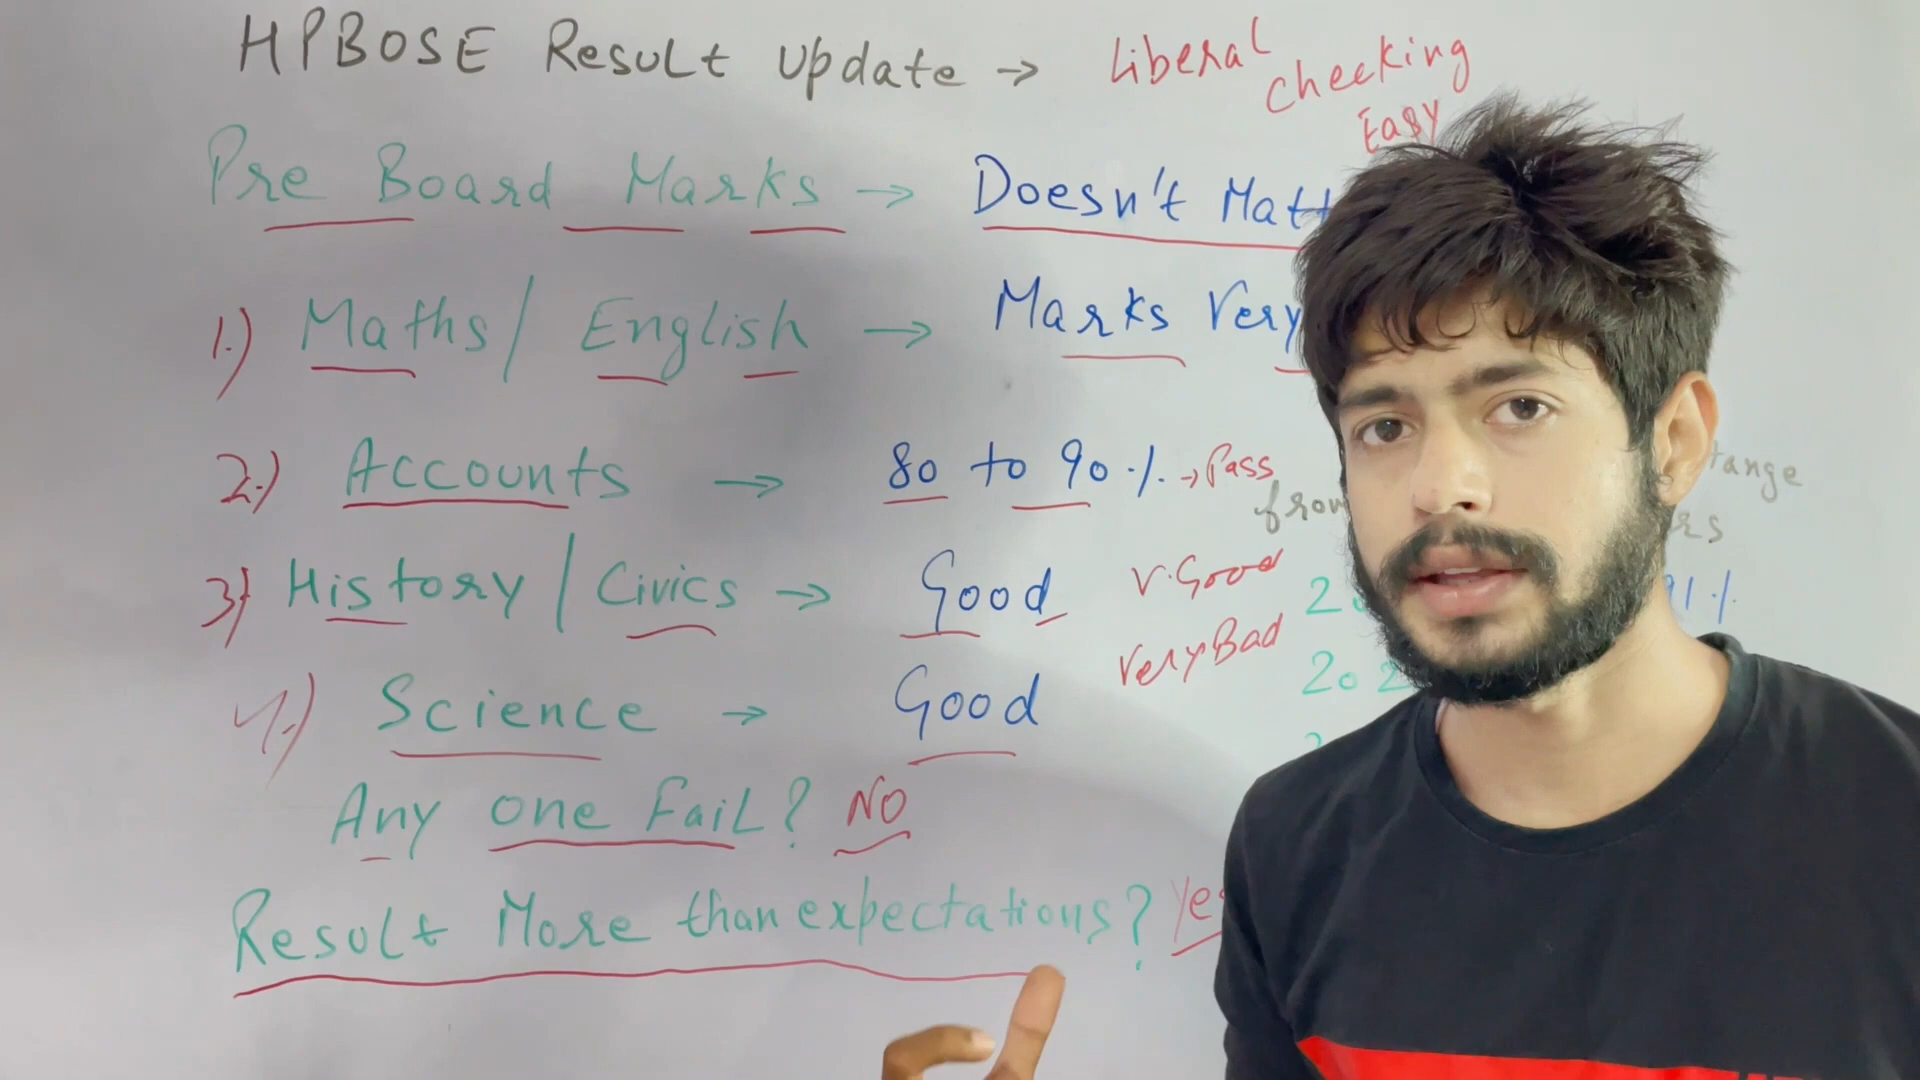 HPBOSE Result Update → Liberal
Checking
Easy
Pre Board Marks → Doesn't Matt
1.) Maths / English → Marks Very
2.) Accounts → 80 to 90 % → Pass
from
3) History / Civics → Good V. Good
Very Bad
91 %
4.) Science → Good
Any one Fail? NO
Result More than expectations? Yes